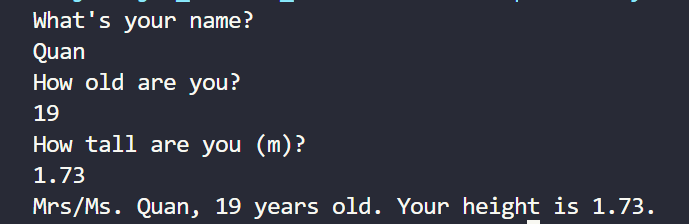 What's your name?
Quan
How old are you?
19
How tall are you (m)?
1.73
Mrs/Ms. Quan, 19 years old. Your height is 1.73.